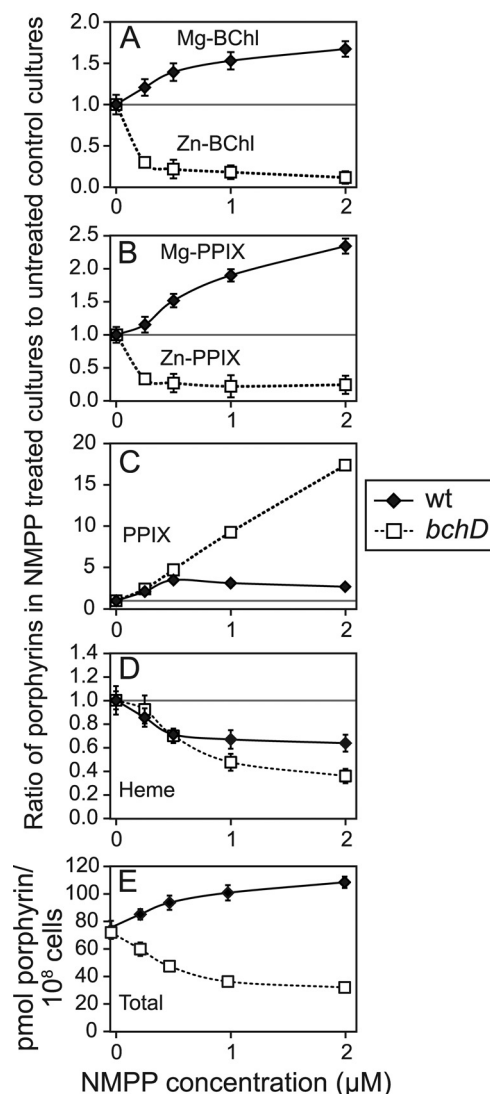 Ratio of porphyrins in NMPP treated cultures to untreated control cultures
A
Mg-BChl
Zn-BChl
2.0
1.5
1.0
0.5
0.0
0 1 2
B
Mg-PPIX
Zn-PPIX
2.5
2.0
1.5
1.0
0.5
0.0
0 1 2
C
PPIX
20
15
10
5
0
0 1 2
wt
bchD
D
Heme
1.4
1.2
1.0
0.8
0.6
0.4
0.2
0.0
0 1 2
pmol porphyrin/
10⁸ cells
E
Total
120
100
80
60
40
20
0
0 1 2
NMPP concentration (µM)